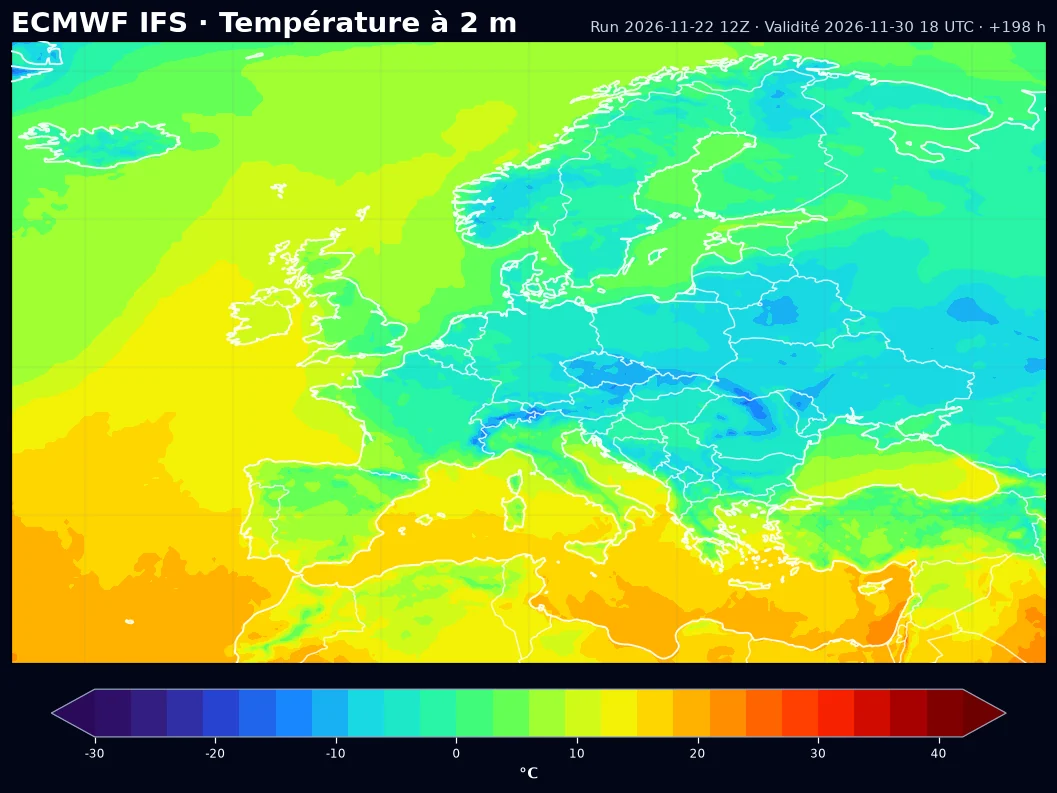 ECMWF IFS · Température à 2 m
Run 2026-11-22 12Z · Validité 2026-11-30 18 UTC · +198 h
-30 -20 -10 0 10 20 30 40
°C